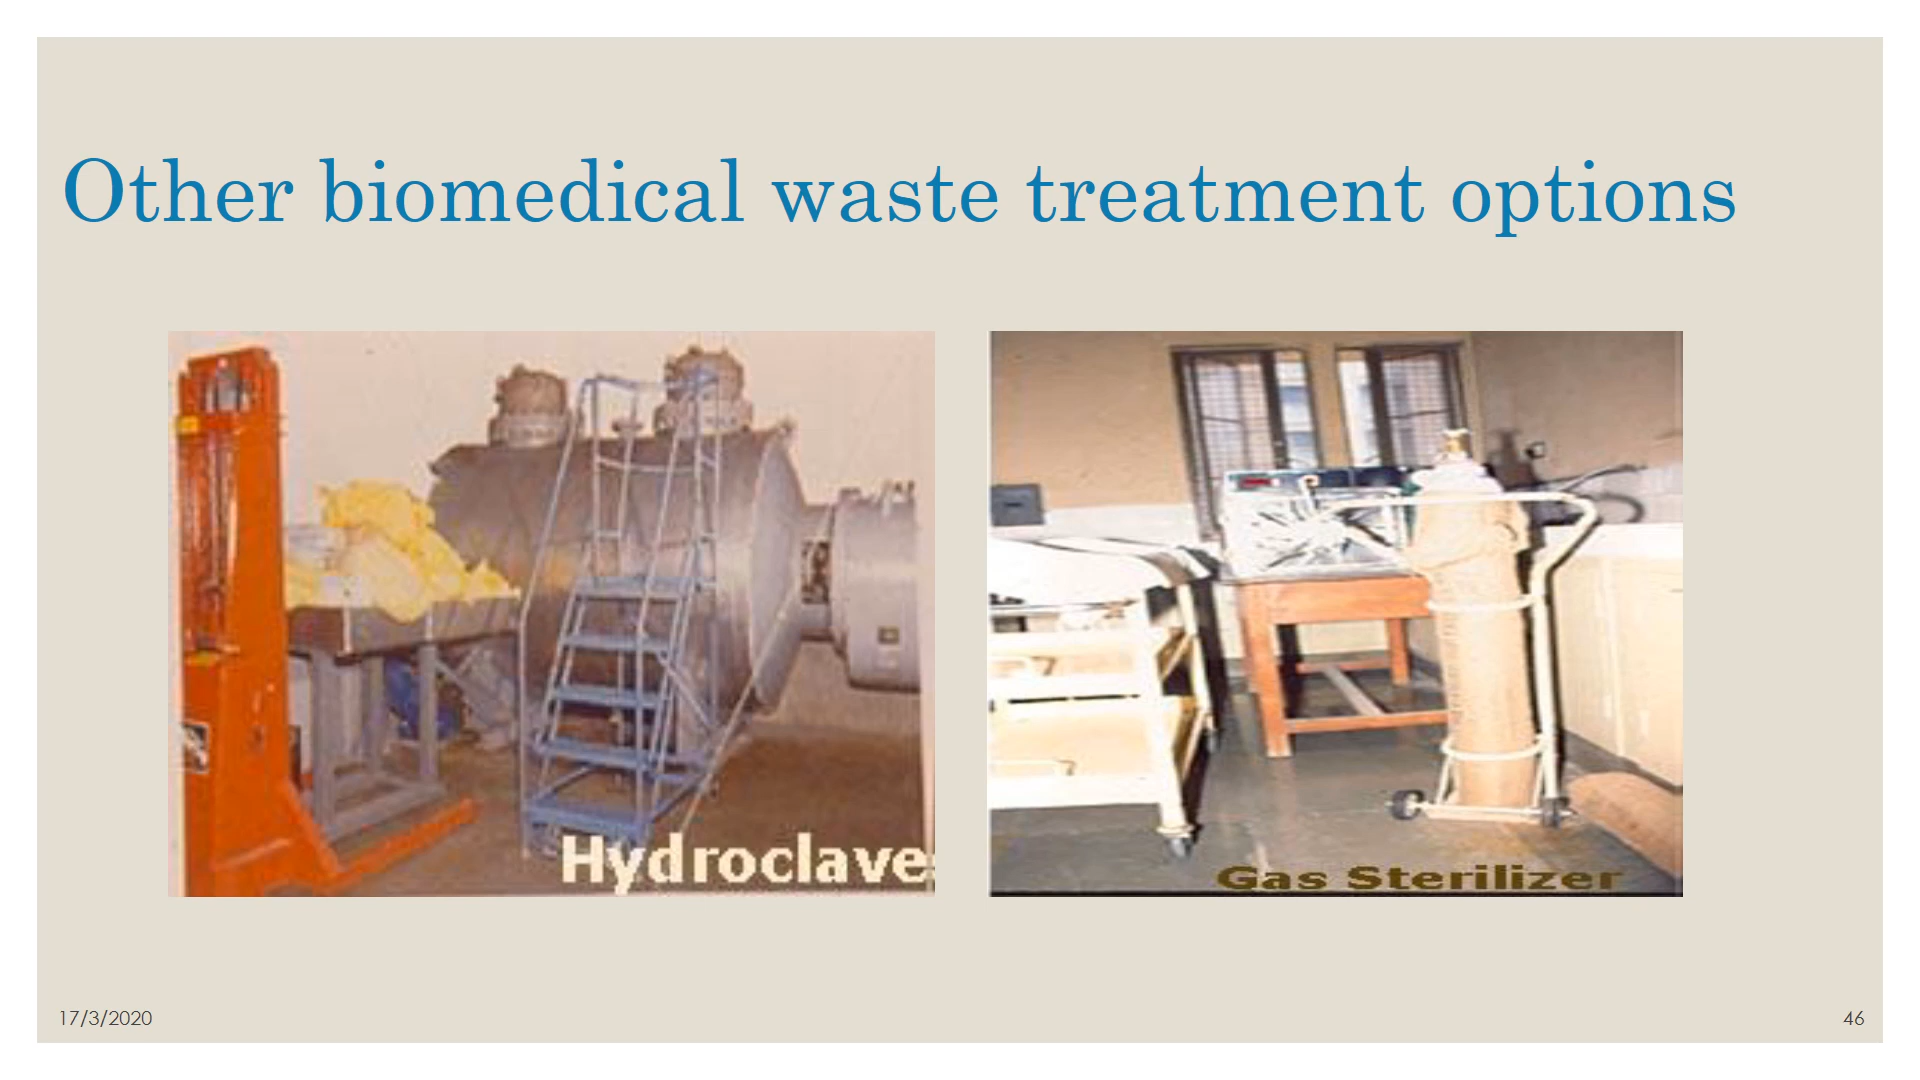 Other biomedical waste treatment options
Hydroclave
Gas Sterilizer
17/3/2020
46